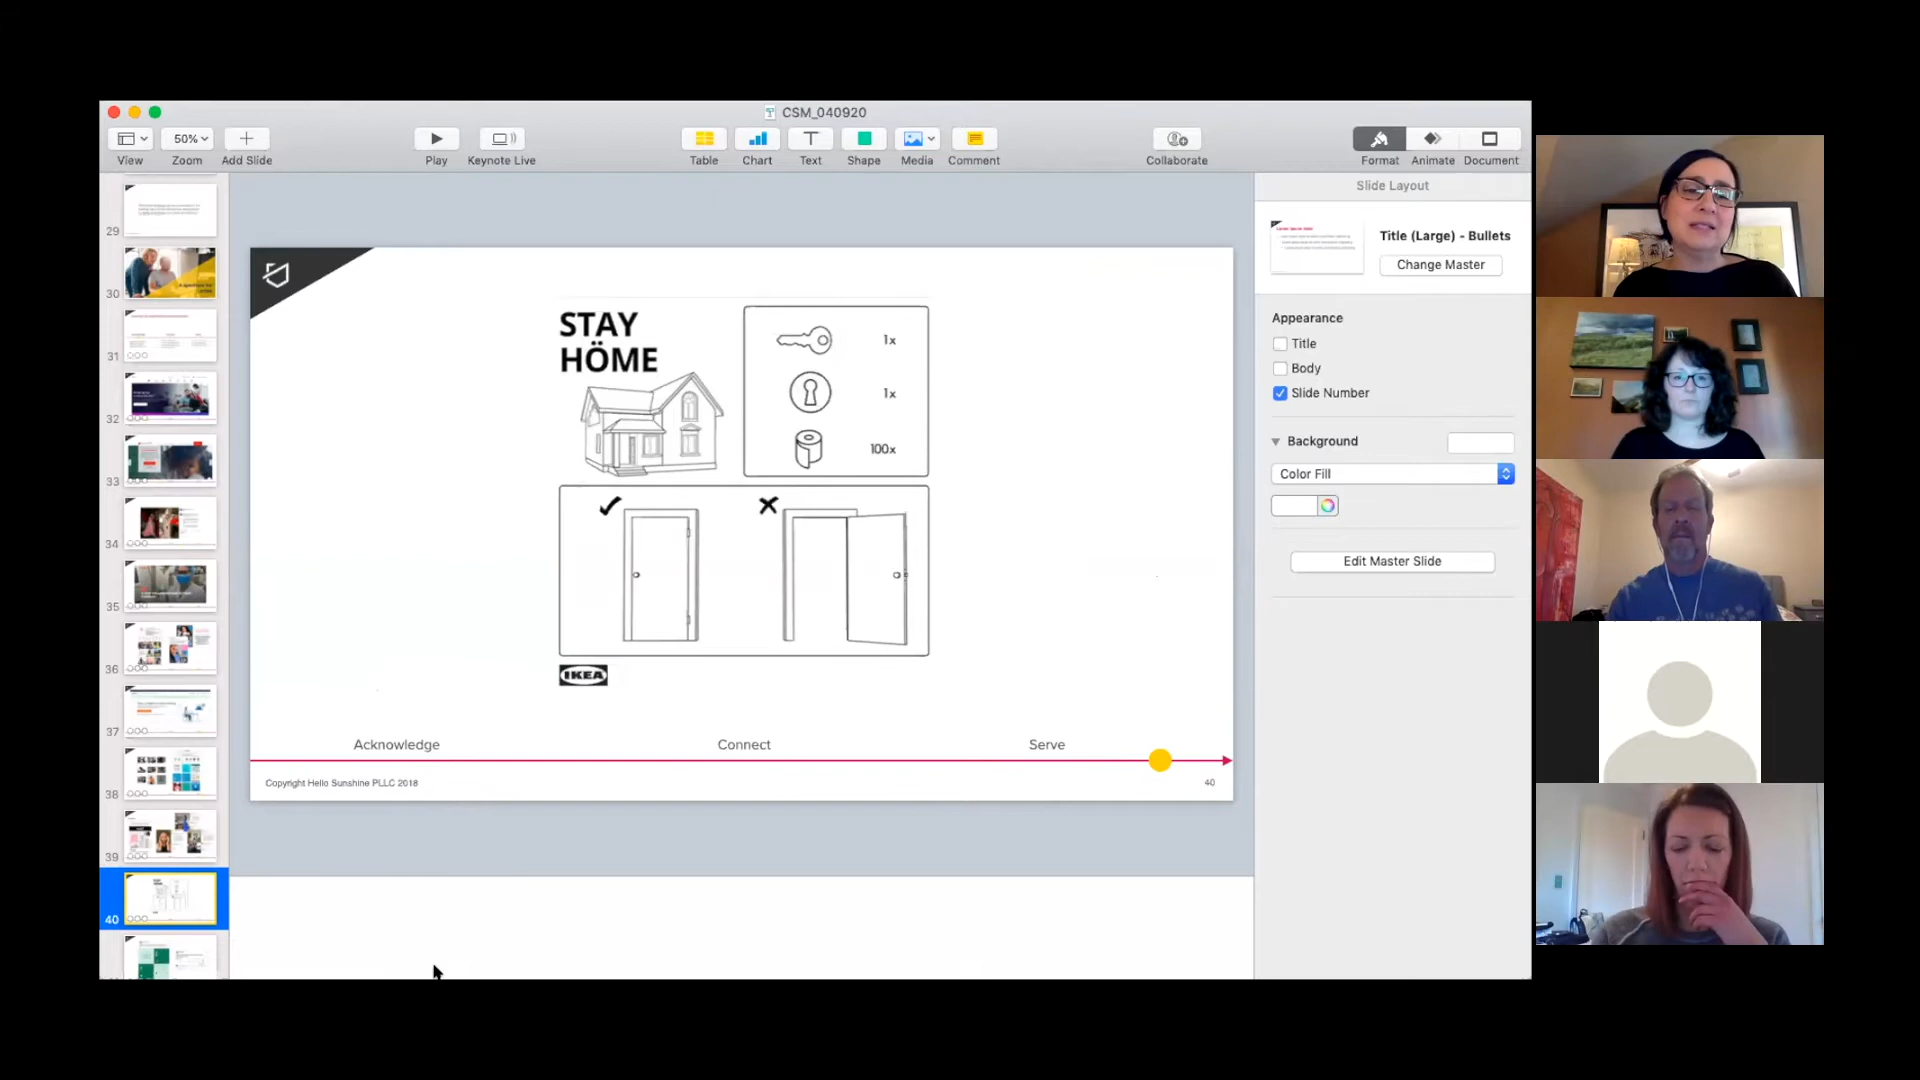 CSM_040920
50%
View
Zoom
Add Slide
Play
Keynote Live
Table
Chart
Text
Shape
Media
Comment
Collaborate
Format
Animate
Document
29
30
31
32
33
34
35
36
37
38
39
40
STAY
HÖME
1x
1x
100x
IKEA
Acknowledge
Connect
Serve
Copyright Hello Sunshine PLLC 2018
40
Slide Layout
Title (Large) - Bullets
Change Master
Appearance
Title
Body
Slide Number
Background
Color Fill
Edit Master Slide